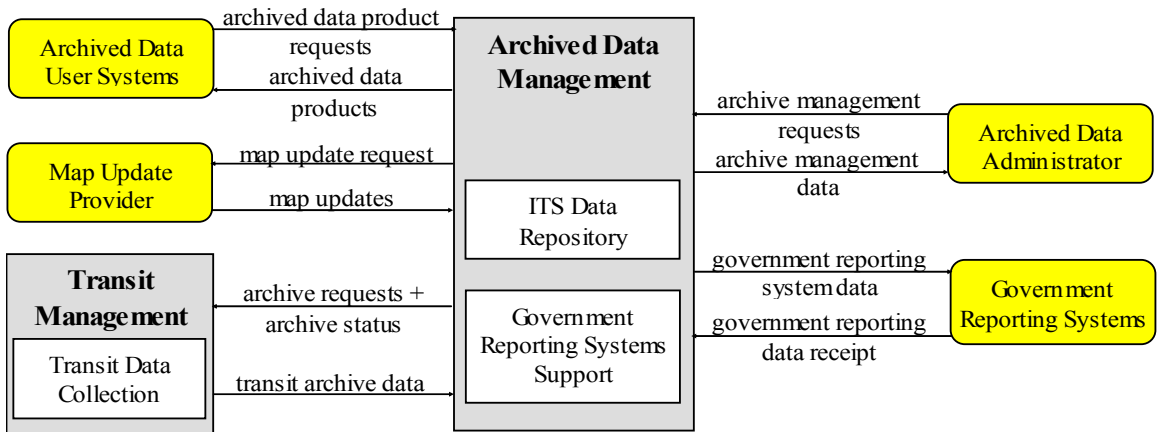 archived data product
requests
archived data
products
Archived Data
User Systems
Archived Data
Management
archive management
requests
archive management
data
Archived Data
Administrator
Map Update
Provider
map update request
map updates
ITS Data
Repository
Transit
Management
Transit Data
Collection
archive requests +
archive status
transit archive data
Government
Reporting Systems
Support
government reporting
system data
government reporting
data receipt
Government
Reporting Systems